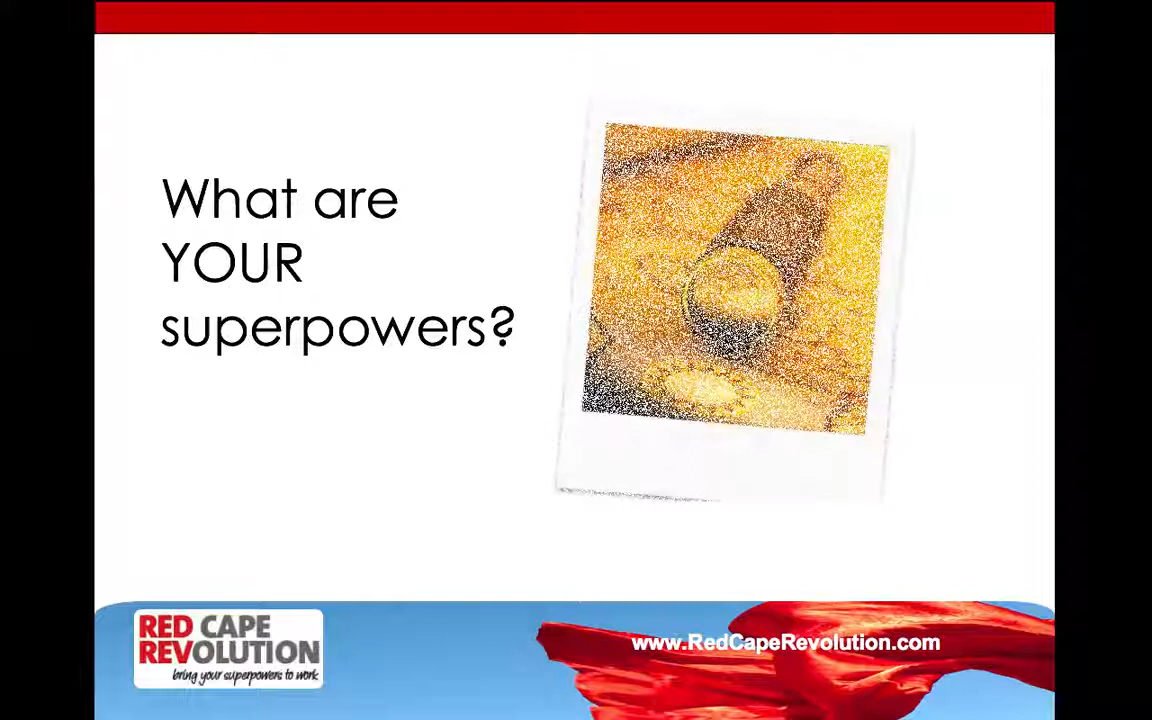 What are
YOUR
superpowers?
RED CAPE
REVOLUTION
bring your superpowers to work
www.RedCapeRevolution.com